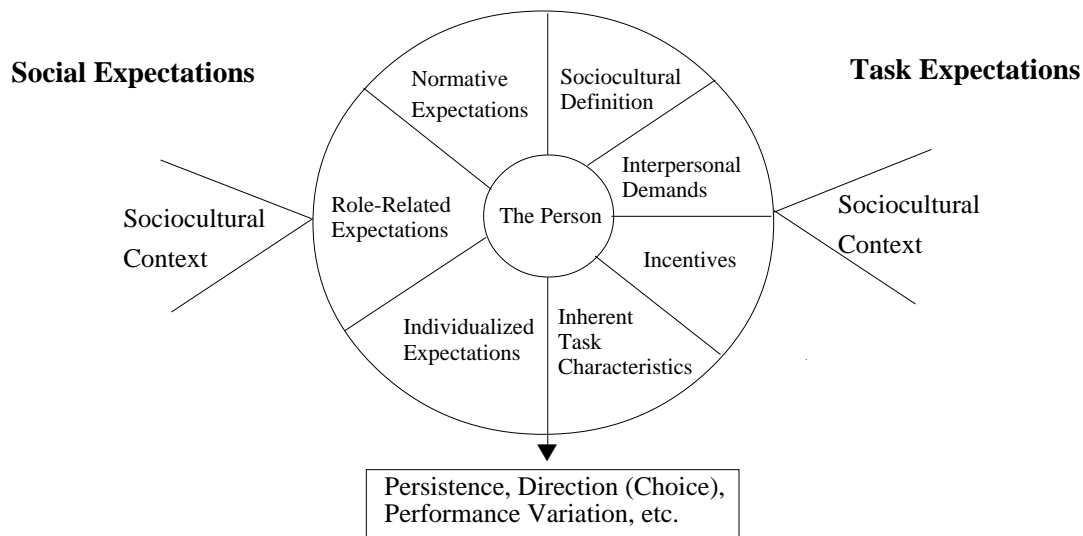 Social Expectations
Task Expectations
Normative
Expectations
Sociocultural
Definition
Interpersonal
Demands
Role-Related
Expectations
The Person
Sociocultural
Context
Sociocultural
Context
Incentives
Individualized
Expectations
Inherent
Task
Characteristics
Persistence, Direction (Choice),
Performance Variation, etc.